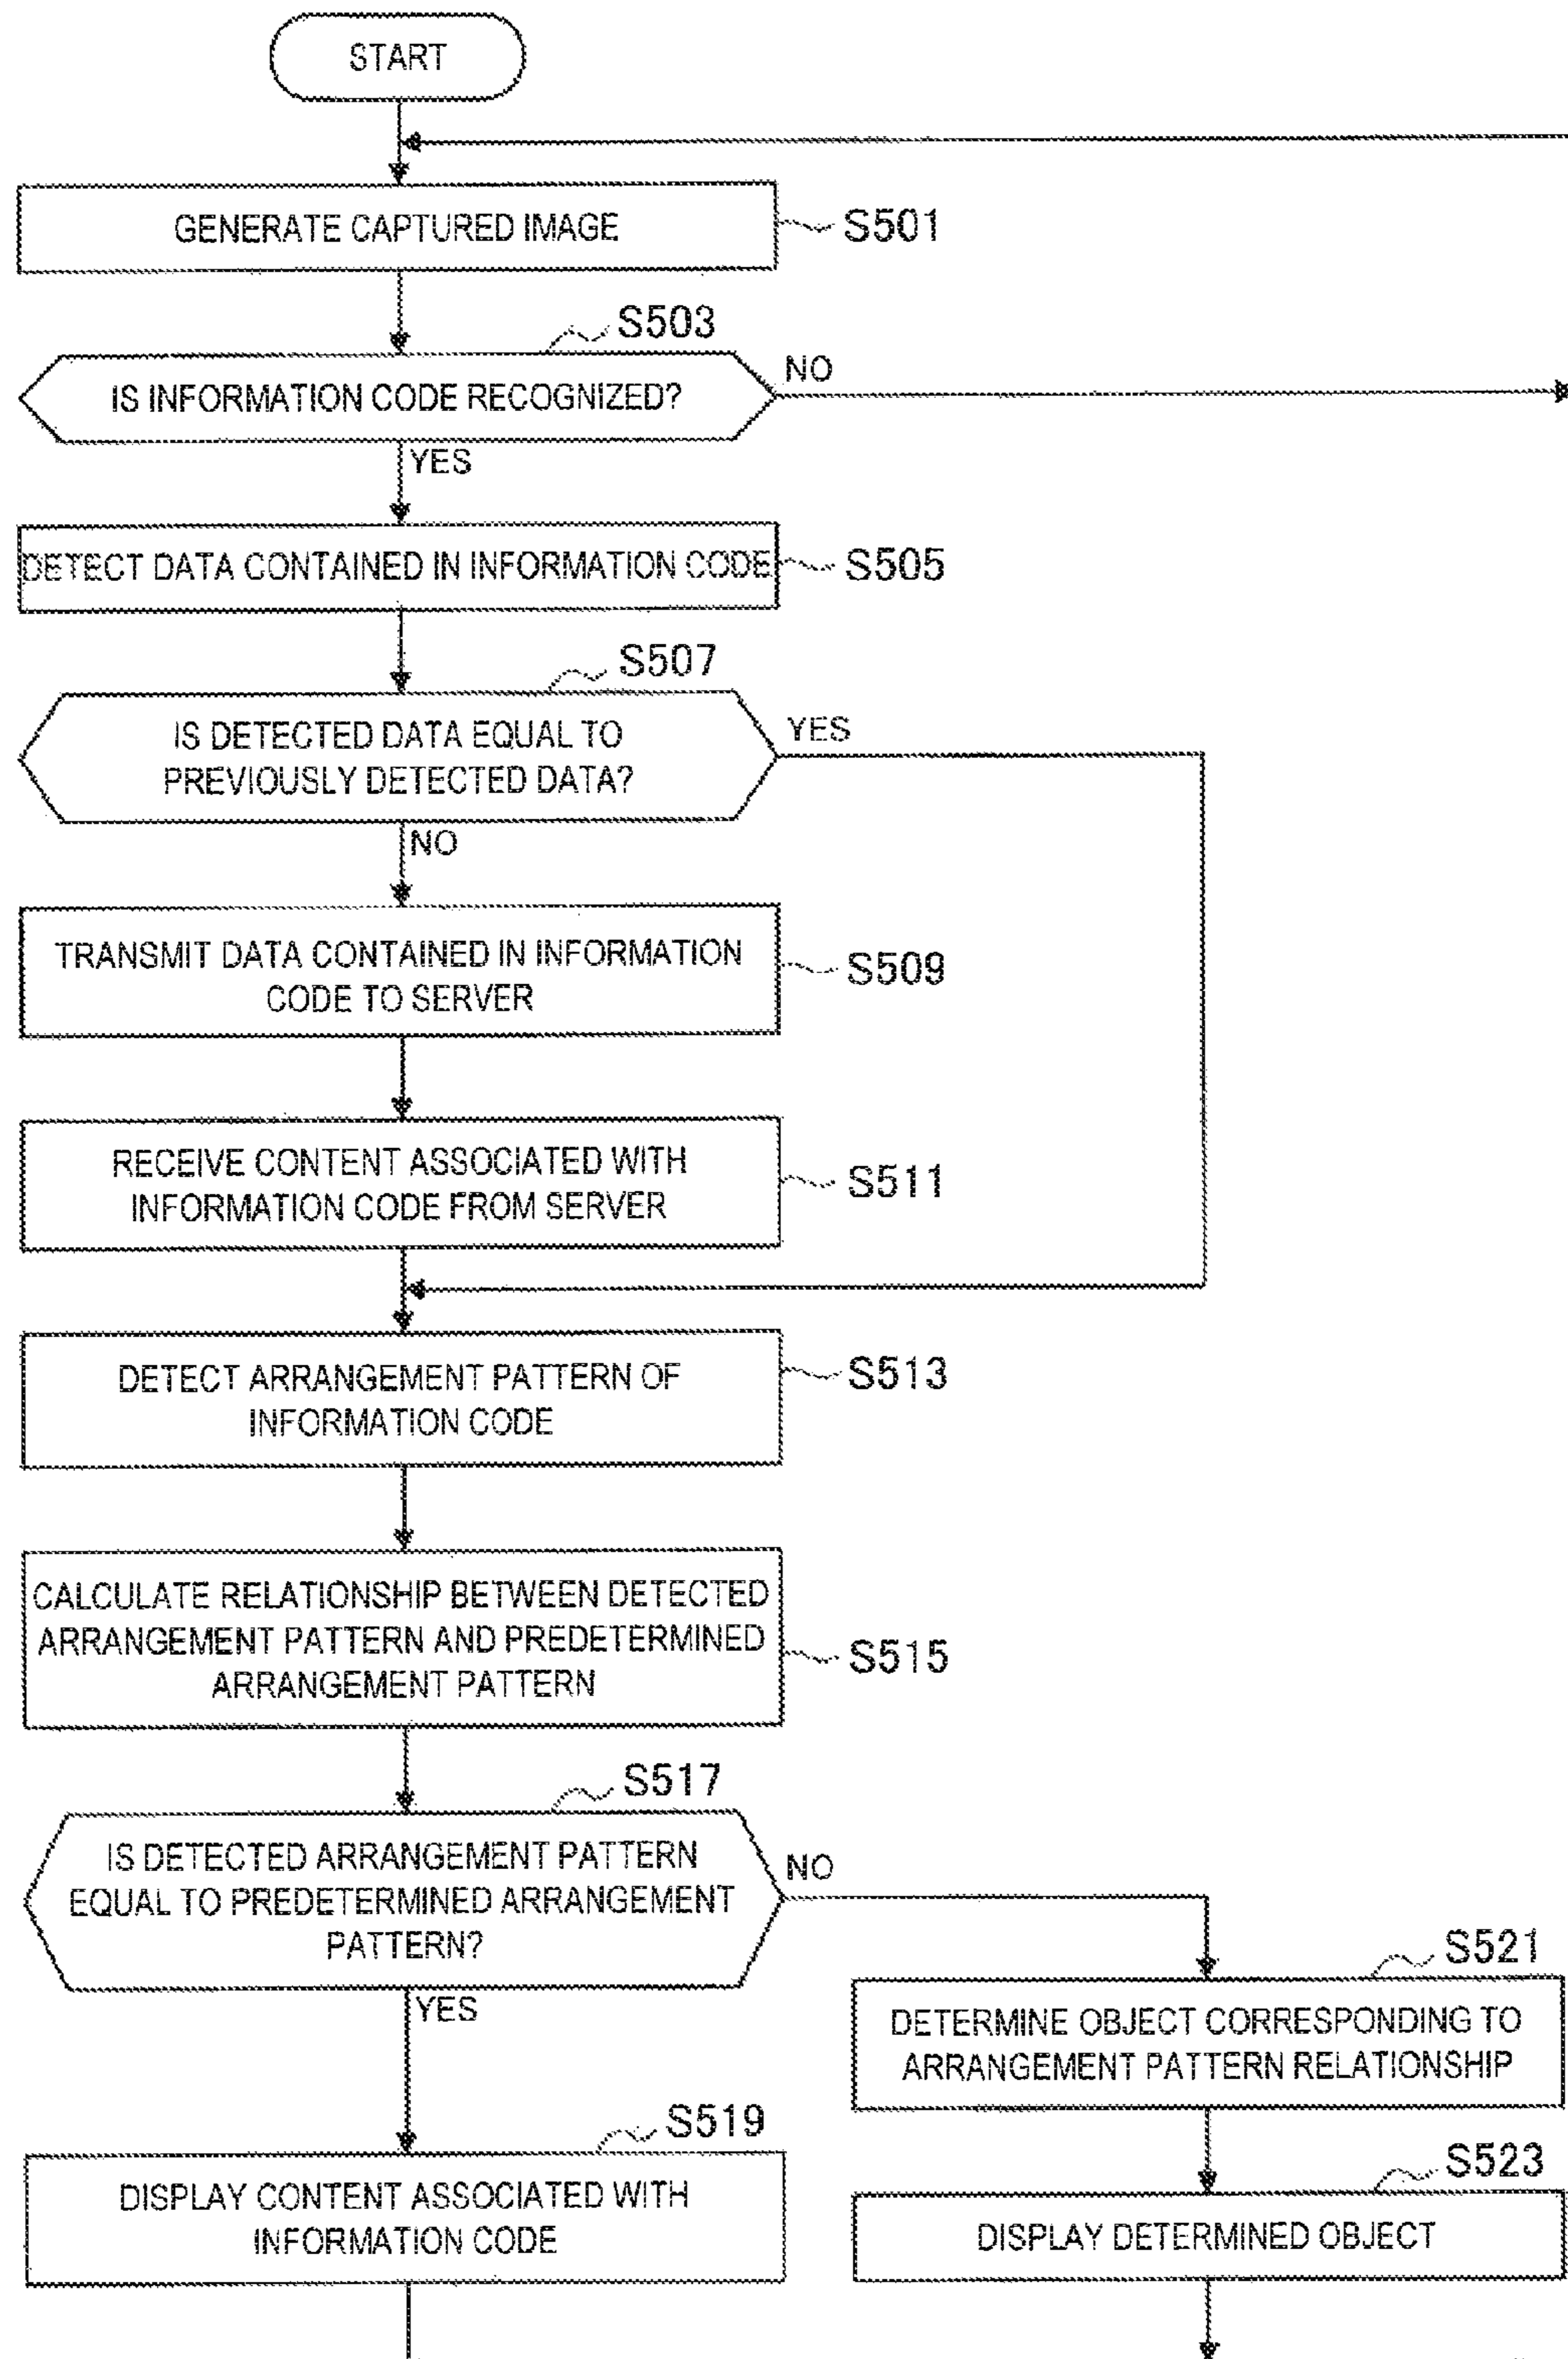 START
GENERATE CAPTURED IMAGE
S501
S503
IS INFORMATION CODE RECOGNIZED?
NO
YES
DETECT DATA CONTAINED IN INFORMATION CODE
S505
S507
IS DETECTED DATA EQUAL TO
PREVIOUSLY DETECTED DATA?
YES
NO
TRANSMIT DATA CONTAINED IN INFORMATION
CODE TO SERVER
S509
RECEIVE CONTENT ASSOCIATED WITH
INFORMATION CODE FROM SERVER
S511
DETECT ARRANGEMENT PATTERN OF
INFORMATION CODE
S513
CALCULATE RELATIONSHIP BETWEEN DETECTED
ARRANGEMENT PATTERN AND PREDETERMINED
ARRANGEMENT PATTERN
S515
S517
IS DETECTED ARRANGEMENT PATTERN
EQUAL TO PREDETERMINED ARRANGEMENT
PATTERN?
NO
YES
S521
DETERMINE OBJECT CORRESPONDING TO
ARRANGEMENT PATTERN RELATIONSHIP
S519
DISPLAY CONTENT ASSOCIATED WITH
INFORMATION CODE
S523
DISPLAY DETERMINED OBJECT